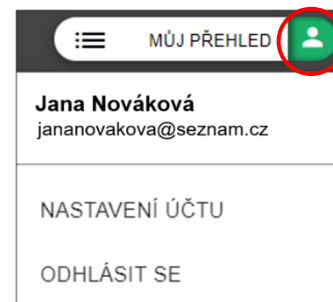 MŮJ PŘEHLED
Jana Nováková
jananovakova@seznam.cz
NASTAVENÍ ÚČTU
ODHLÁSIT SE